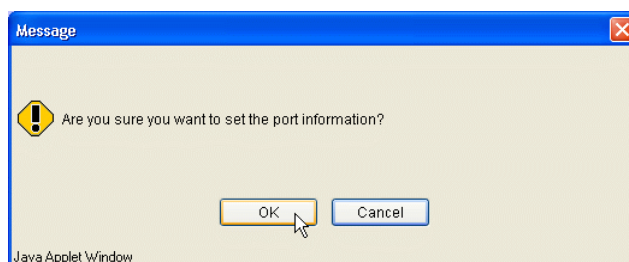 Message
Are you sure you want to set the port information?
OK Cancel
Java Applet Window